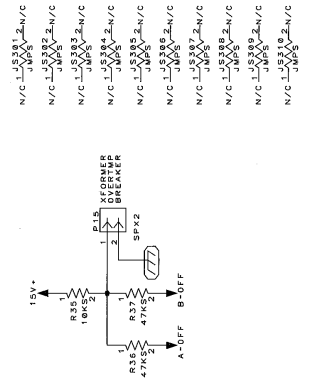 N/C 1 JS301 2 N/C
JMPS
N/C 1 JS302 2 N/C
JMPS
N/C 1 JS303 2 N/C
JMPS
N/C 1 JS304 2 N/C
JMPS
N/C 1 JS305 2 N/C
JMPS
N/C 1 JS306 2 N/C
JMPS
N/C 1 JS307 2 N/C
JMPS
N/C 1 JS308 2 N/C
JMPS
N/C 1 JS309 2 N/C
JMPS
N/C 1 JS310 2 N/C
JMPS
15V+
1
R35
10KS
2
P15
XFORMER
OVERTMP
BREAKER
1
2
SPX2
1
R36
47KS
2
A-OFF
1
R37
47KS
2
B-OFF